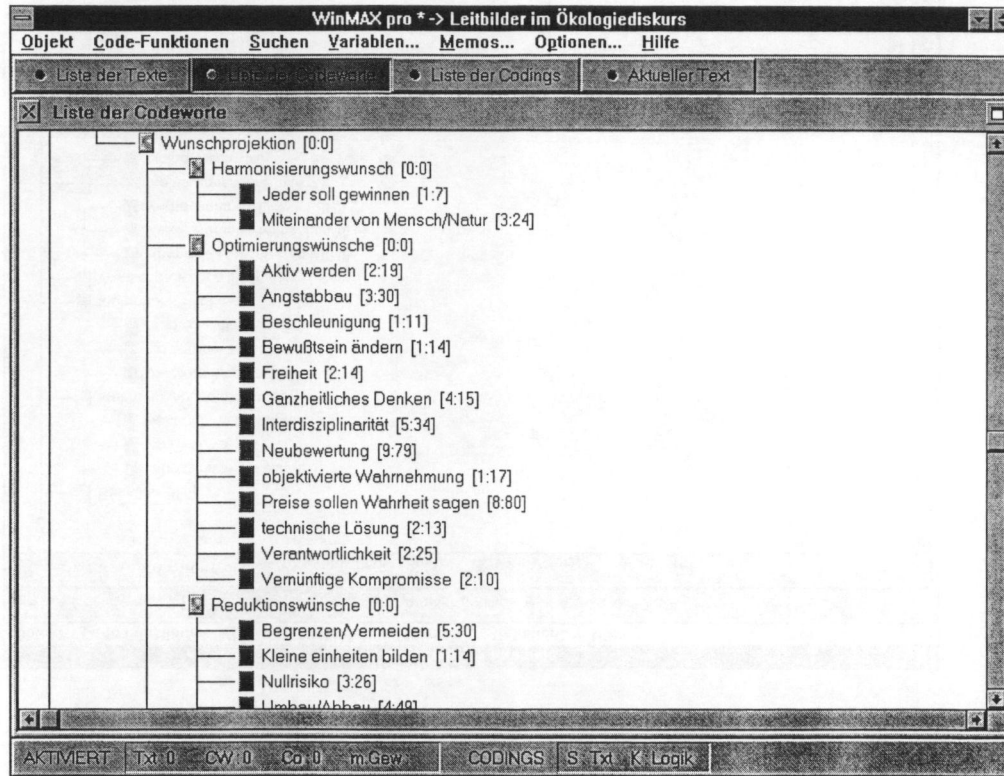 WinMAX pro * -> Leitbilder im Ökologiediskurs
Objekt Code-Funktionen Suchen Variablen... Memos... Optionen... Hilfe
Liste der Texte Liste der Codeworte Liste der Codings Aktueller Text
Liste der Codeworte
Wunschprojektion [0:0]
Harmonisierungswunsch [0:0]
Jeder soll gewinnen [1:7]
Miteinander von Mensch/Natur [3:24]
Optimierungswünsche [0:0]
Aktiv werden [2:19]
Angstabbau [3:30]
Beschleunigung [1:11]
Bewußtsein ändern [1:14]
Freiheit [2:14]
Ganzheitliches Denken [4:15]
Interdisziplinarität [5:34]
Neubewertung [9:79]
objektivierte Wahrnehmung [1:17]
Preise sollen Wahrheit sagen [8:80]
technische Lösung [2:13]
Verantwortlichkeit [2:25]
Vernünftige Kompromisse [2:10]
Reduktionswünsche [0:0]
Begrenzen/Vermeiden [5:30]
Kleine einheiten bilden [1:14]
Nullrisiko [3:26]
Umbau/Abbau [4:49]
AKTIVIERT Txt:0 CW:0 Co:0 m.Gew: CODINGS S: Txt K: Logik